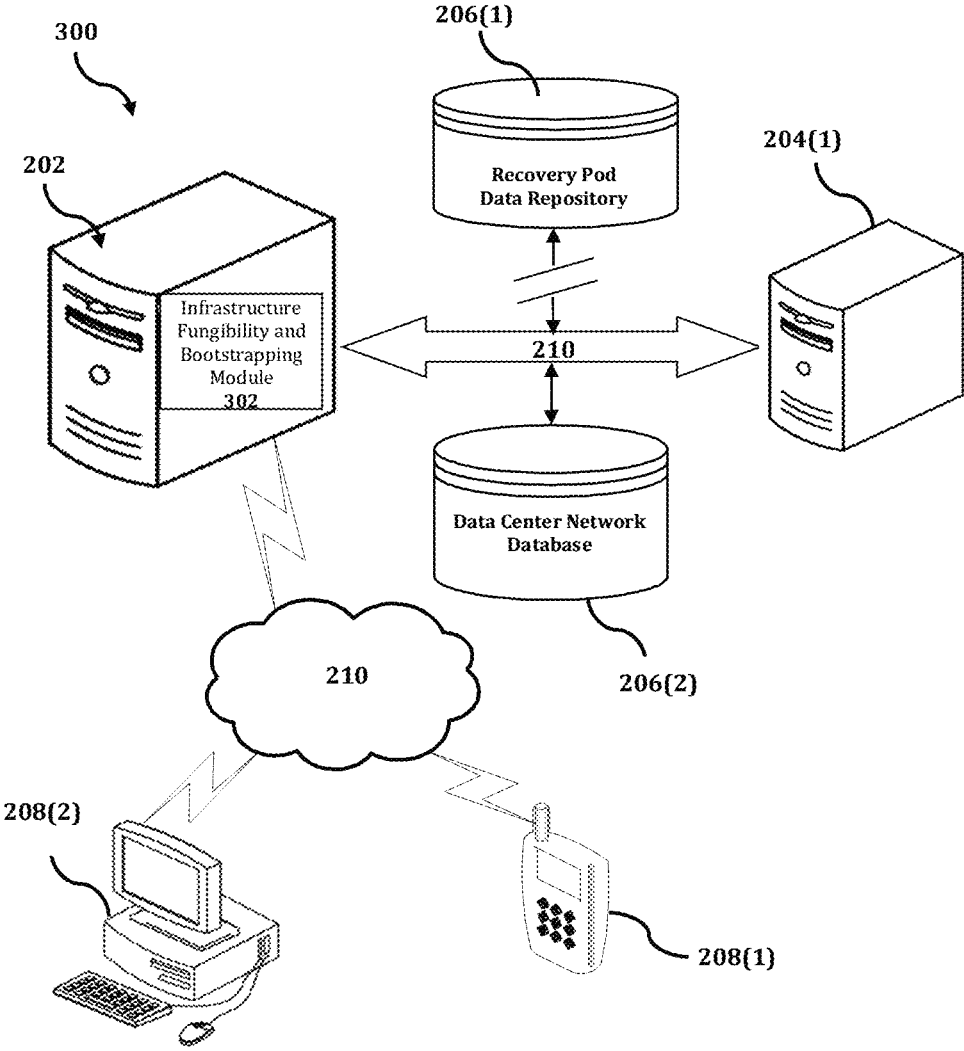 206(1)
300
204(1)
202
Recovery Pod
Data Repository
Infrastructure
Fungibility and
Bootstrapping
Module
302
210
Data Center Network
Database
210
206(2)
208(2)
208(1)